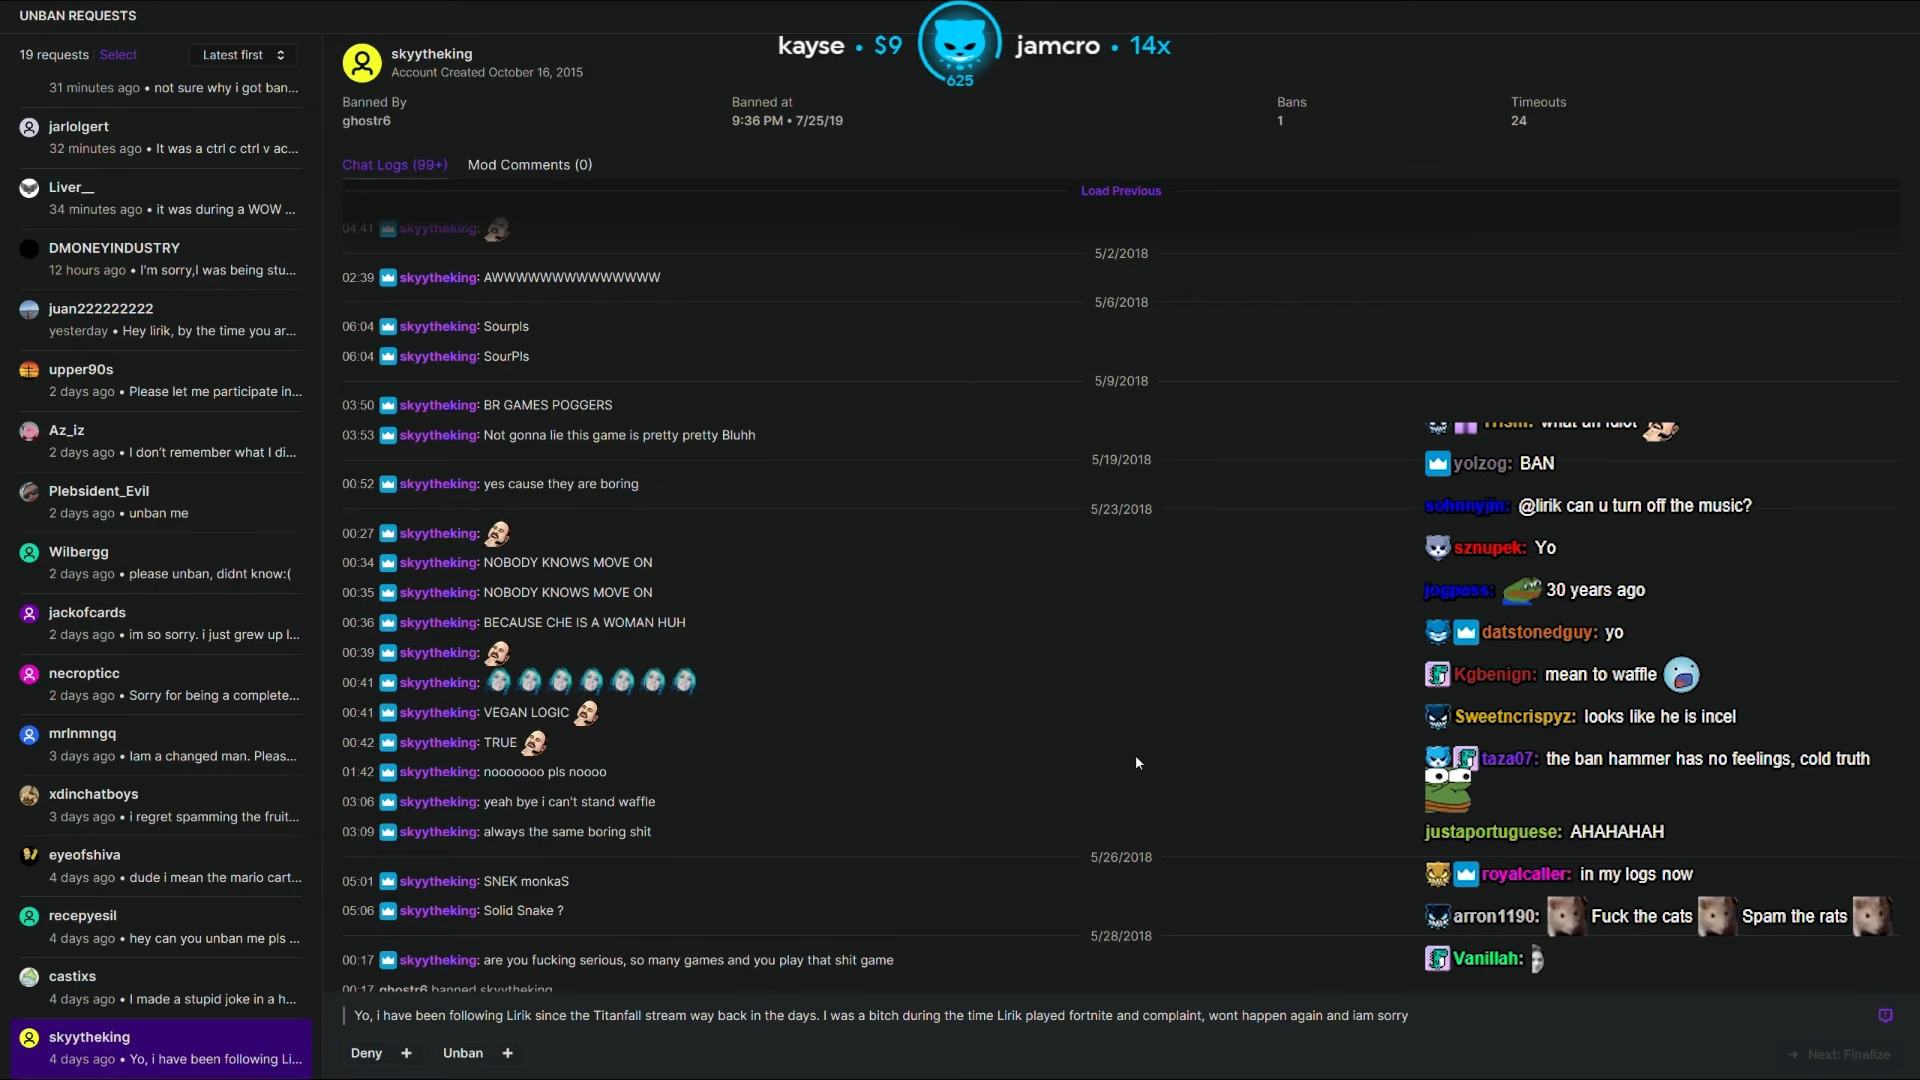 UNBAN REQUESTS
19 requests Select Latest first
31 minutes ago • not sure why i got ban...
jarlolgert
32 minutes ago • It was a ctrl c ctrl v ac...
Liver__
34 minutes ago • it was during a WOW ...
DMONEYINDUSTRY
12 hours ago • I'm sorry,I was being stu...
juan222222222
yesterday • Hey lirik, by the time you ar...
upper90s
2 days ago • Please let me participate in...
Az_iz
2 days ago • I don't remember what I di...
Plebsident_Evil
2 days ago • unban me
Wilbergg
2 days ago • please unban, didnt know:(
jackofcards
2 days ago • im so sorry. i just grew up l...
necropticc
2 days ago • Sorry for being a complete...
mrlnmngq
3 days ago • Iam a changed man. Pleas...
xdinchatboys
3 days ago • i regret spamming the fruit...
eyeofshiva
4 days ago • dude i mean the mario cart...
recepyesil
4 days ago • hey can you unban me pls ...
castixs
4 days ago • I made a stupid joke in a h...
skyytheking
4 days ago • Yo, i have been following Li...
skyytheking
Account Created October 16, 2015
kayse • $9
625
jamcro • 14x
Banned By
ghostr6
Banned at
9:36 PM • 7/25/19
Bans
1
Timeouts
24
Chat Logs (99+) Mod Comments (0)
Load Previous
04:41 skyytheking:
5/2/2018
02:39 skyytheking: AWWWWWWWWWWWWWW
5/6/2018
06:04 skyytheking: Sourpls
06:04 skyytheking: SourPls
5/9/2018
03:50 skyytheking: BR GAMES POGGERS
03:53 skyytheking: Not gonna lie this game is pretty pretty Bluhh
5/19/2018
00:52 skyytheking: yes cause they are boring
5/23/2018
00:27 skyytheking:
00:34 skyytheking: NOBODY KNOWS MOVE ON
00:35 skyytheking: NOBODY KNOWS MOVE ON
00:36 skyytheking: BECAUSE CHE IS A WOMAN HUH
00:39 skyytheking:
00:41 skyytheking:
00:41 skyytheking: VEGAN LOGIC
00:42 skyytheking: TRUE
01:42 skyytheking: nooooooo pls noooo
03:06 skyytheking: yeah bye i can't stand waffle
03:09 skyytheking: always the same boring shit
5/26/2018
05:01 skyytheking: SNEK monkaS
05:06 skyytheking: Solid Snake ?
5/28/2018
00:17 skyytheking: are you fucking serious, so many games and you play that shit game
00:17 ghostr6 banned skyytheking
Yo, i have been following Lirik since the Titanfall stream way back in the days. I was a bitch during the time Lirik played fortnite and complaint, wont happen again and iam sorry
Deny + Unban +
Next: Finalize
what an idiot
yolzog: BAN
sohnnyjin: @lirik can u turn off the music?
sznupek: Yo
jogpass: 30 years ago
datstonedguy: yo
Kgbenign: mean to waffle
Sweetncrispyz: looks like he is incel
taza07: the ban hammer has no feelings, cold truth
justaportuguese: AHAHAHAH
royalcaller: in my logs now
arron1190: Fuck the cats Spam the rats
Vanillah: